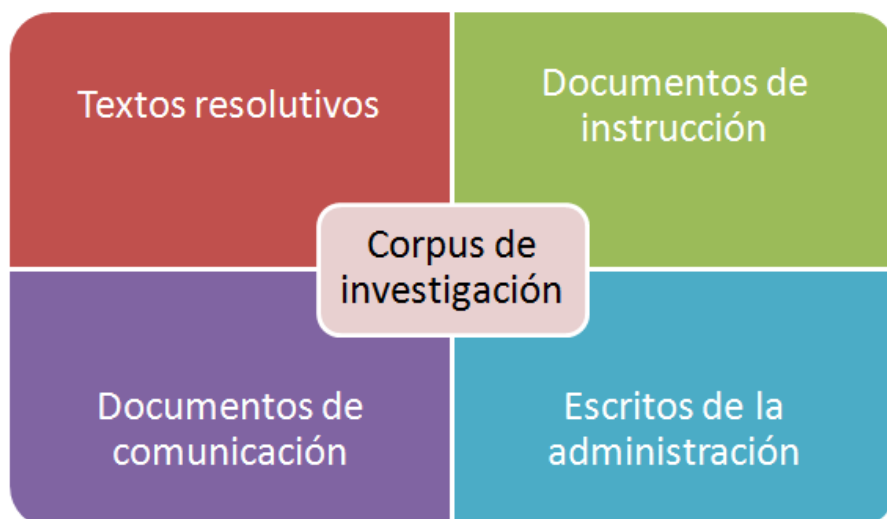 Textos resolutivos
Documentos de
instrucción
Corpus de
investigación
Documentos de
comunicación
Escritos de la
administración